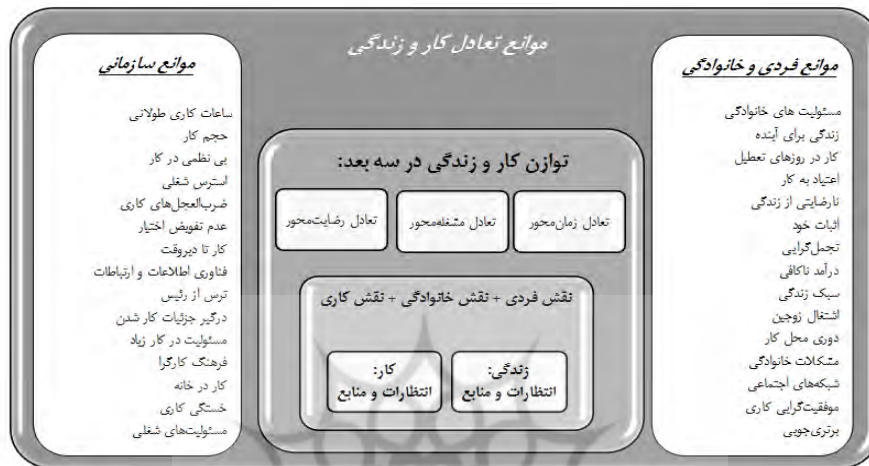 موانع تعادل کار و زندگی
موانع فردی و خانوادگی
مسئولیت های خانوادگی
زندگی برای آینده
کار در روزهای تعطیل
اعتیاد به کار
نارضایتی از زندگی
اثبات خود
تجمل‌گرایی
درآمد ناکافی
سبک زندگی
اشتغال زوجین
دوری محل کار
مشکلات خانوادگی
شبکه‌های اجتماعی
موفقیت‌گرایی کاری
برتری‌جویی
توازن کار و زندگی در سه بعد:
تعادل زمان‌محور
تعادل مشغله‌محور
تعادل رضایت‌محور
نقش فردی + نقش خانوادگی + نقش کاری
زندگی:
انتظارات و منابع
کار:
انتظارات و منابع
موانع سازمانی
ساعات کاری طولانی
حجم کار
بی نظمی در کار
استرس شغلی
ضرب‌العجل‌های کاری
عدم تفویض اختیار
کار تا دیروقت
فناوری اطلاعات و ارتباطات
ترس از رئیس
درگیر جزئیات کار شدن
مسئولیت در کار زیاد
فرهنگ کارگرا
کار در خانه
خستگی کاری
مسئولیت‌های شغلی